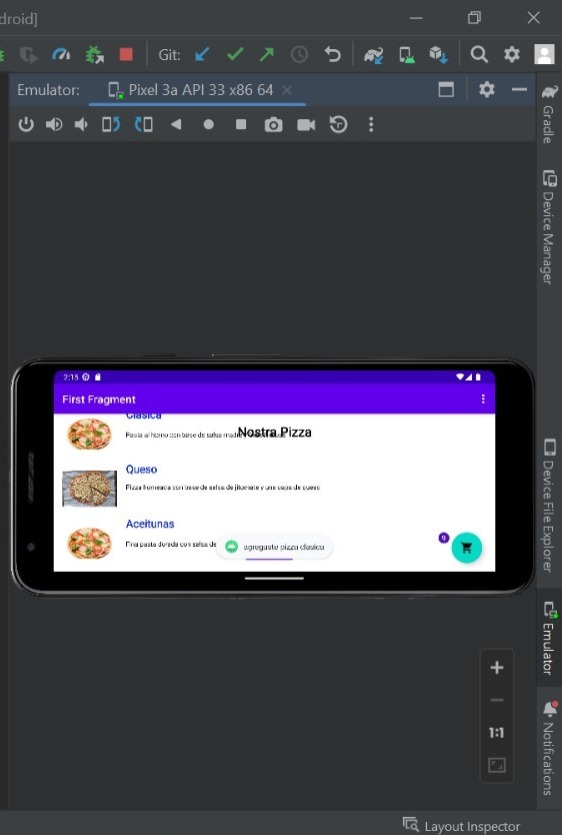 droid]
Git:
Emulator:
Pixel 3a API 33 x86 64
Gradle
Device Manager
Device File Explorer
Emulator
Notifications
2:15
First Fragment
Clasica
Nostra Pizza
Pasta al horno con base de salsa
Queso
Pizza horneada con base de salsa de jitomate y una capa de queso
Aceitunas
Fina pasta dorada con salsa de
agregaste pizza clasica
9
1:1
Layout Inspector